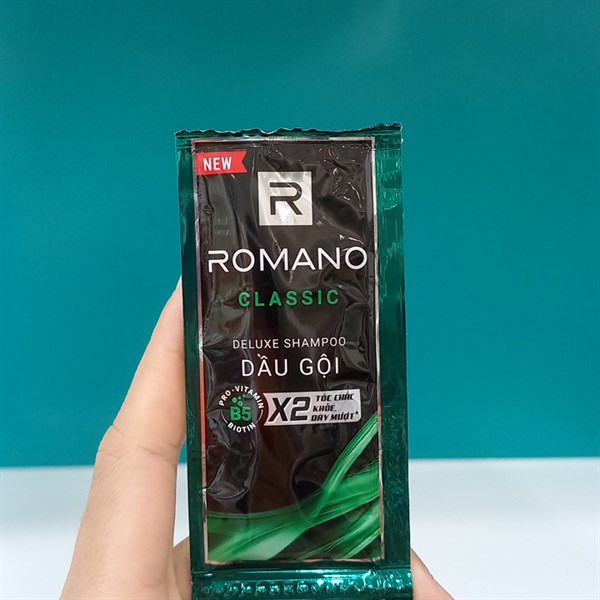 NEW
R
ROMANO
CLASSIC
DELUXE SHAMPOO
DẦU GỘI
PRO-VITAMIN
B5
BIOTIN
X2
TÓC CHẮC
KHỎE,
DÀY MƯỢT*